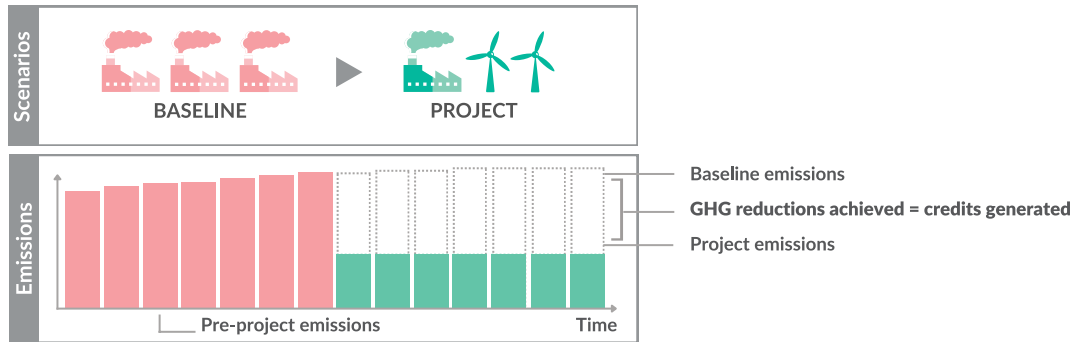 Scenarios
BASELINE
PROJECT
Emissions
Baseline emissions
GHG reductions achieved = credits generated
Project emissions
Pre-project emissions
Time